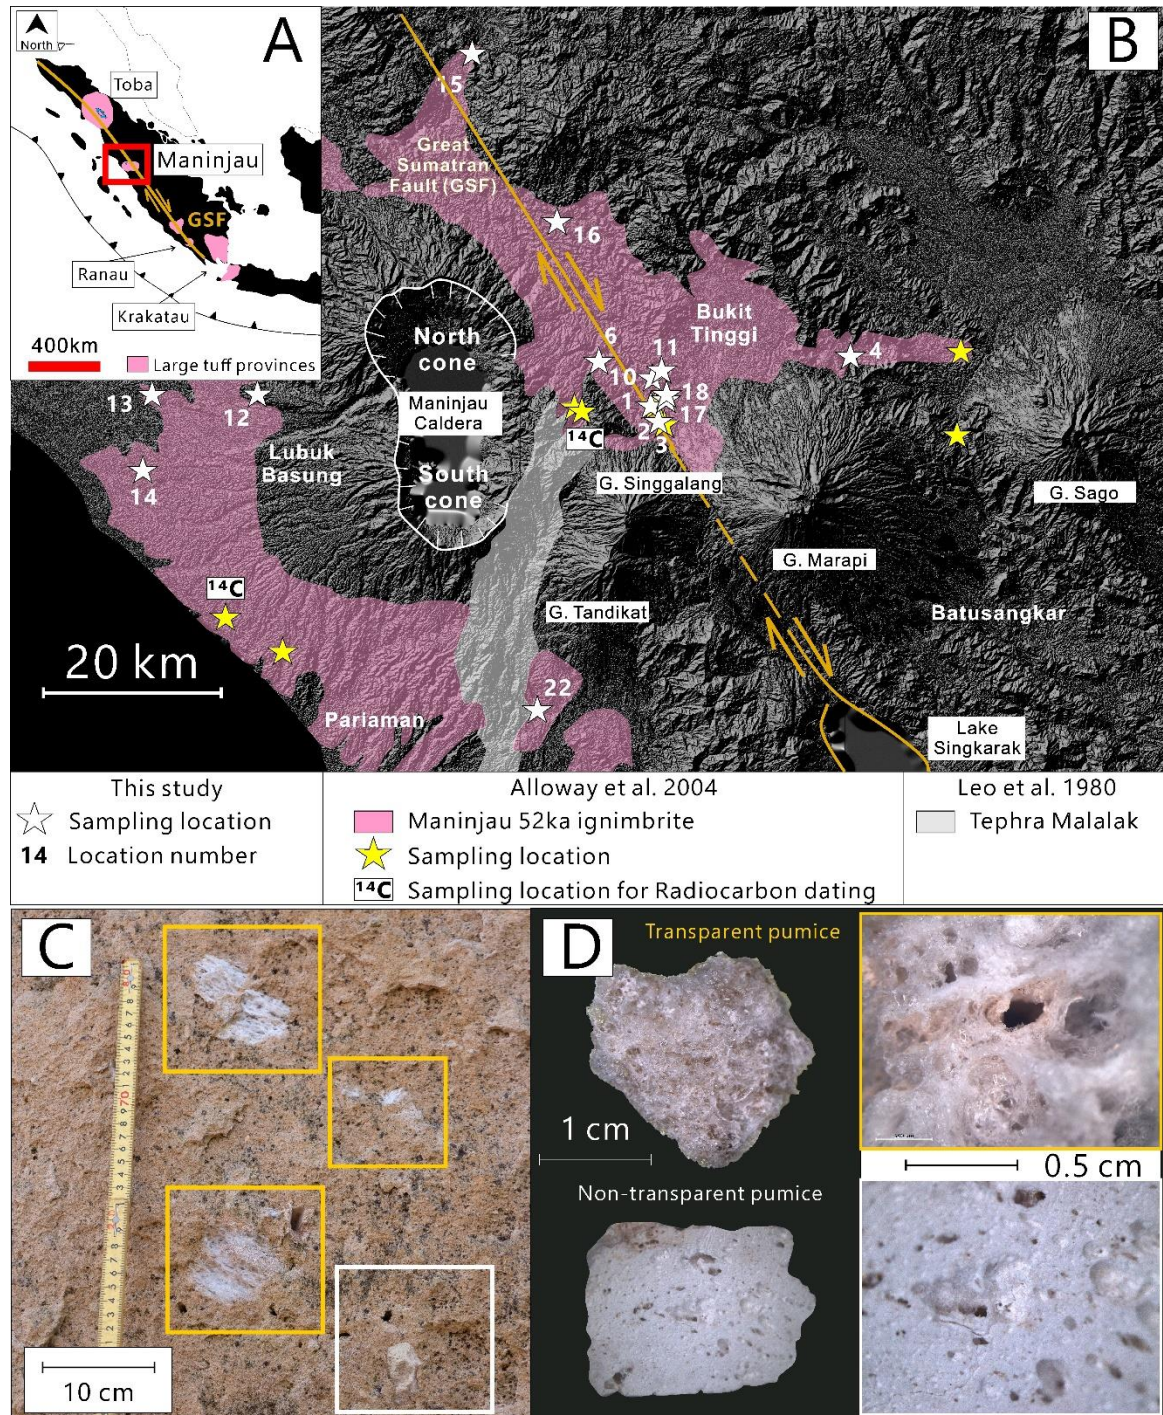 North
A
Toba
Maninjau
GSF
Ranau
Krakatau
400km
Large tuff provinces
B
15
Great
Sumatran
Fault (GSF)
16
Bukit
Tinggi
North
cone
6
11
4
10
18
13
12
Maninjau
Caldera
1
17
¹⁴C
2
3
Lubuk
Basung
14
South
cone
G. Singgalang
G. Sago
G. Marapi
¹⁴C
G. Tandikat
Batusangkar
20 km
22
Pariaman
Lake
Singkarak
This study
Sampling location
14 Location number
Alloway et al. 2004
Maninjau 52ka ignimbrite
Sampling location
¹⁴C Sampling location for Radiocarbon dating
Leo et al. 1980
Tephra Malalak
C
10 cm
D
Transparent pumice
1 cm
0.5 cm
Non-transparent pumice